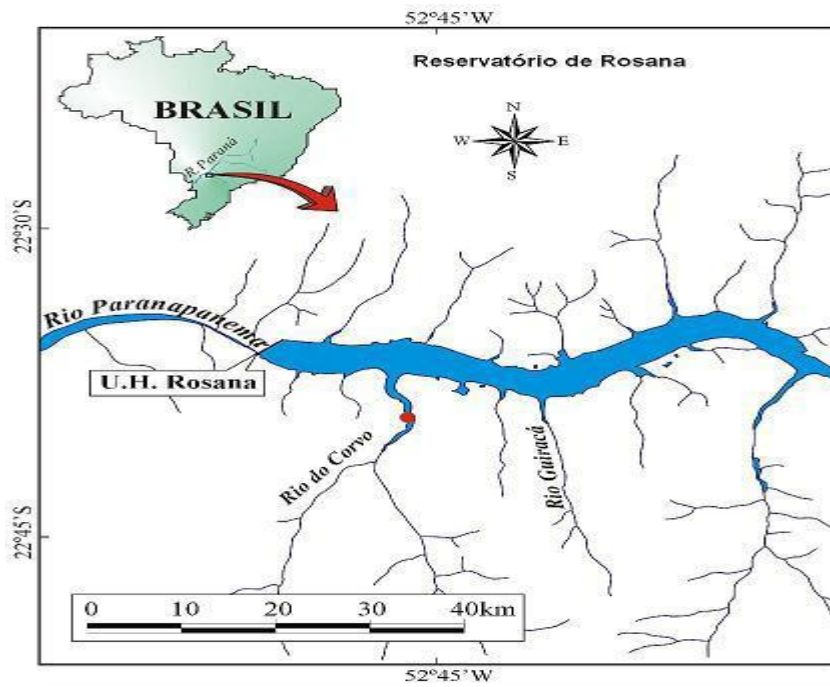 52°45'W
Reservatório de Rosana
BRASIL
R. Paraná
N
W E
S
22°30'S
Rio Paranapanema
U.H. Rosana
Rio do Corvo
Rio Guiracá
22°45'S
0 10 20 30 40km
52°45'W